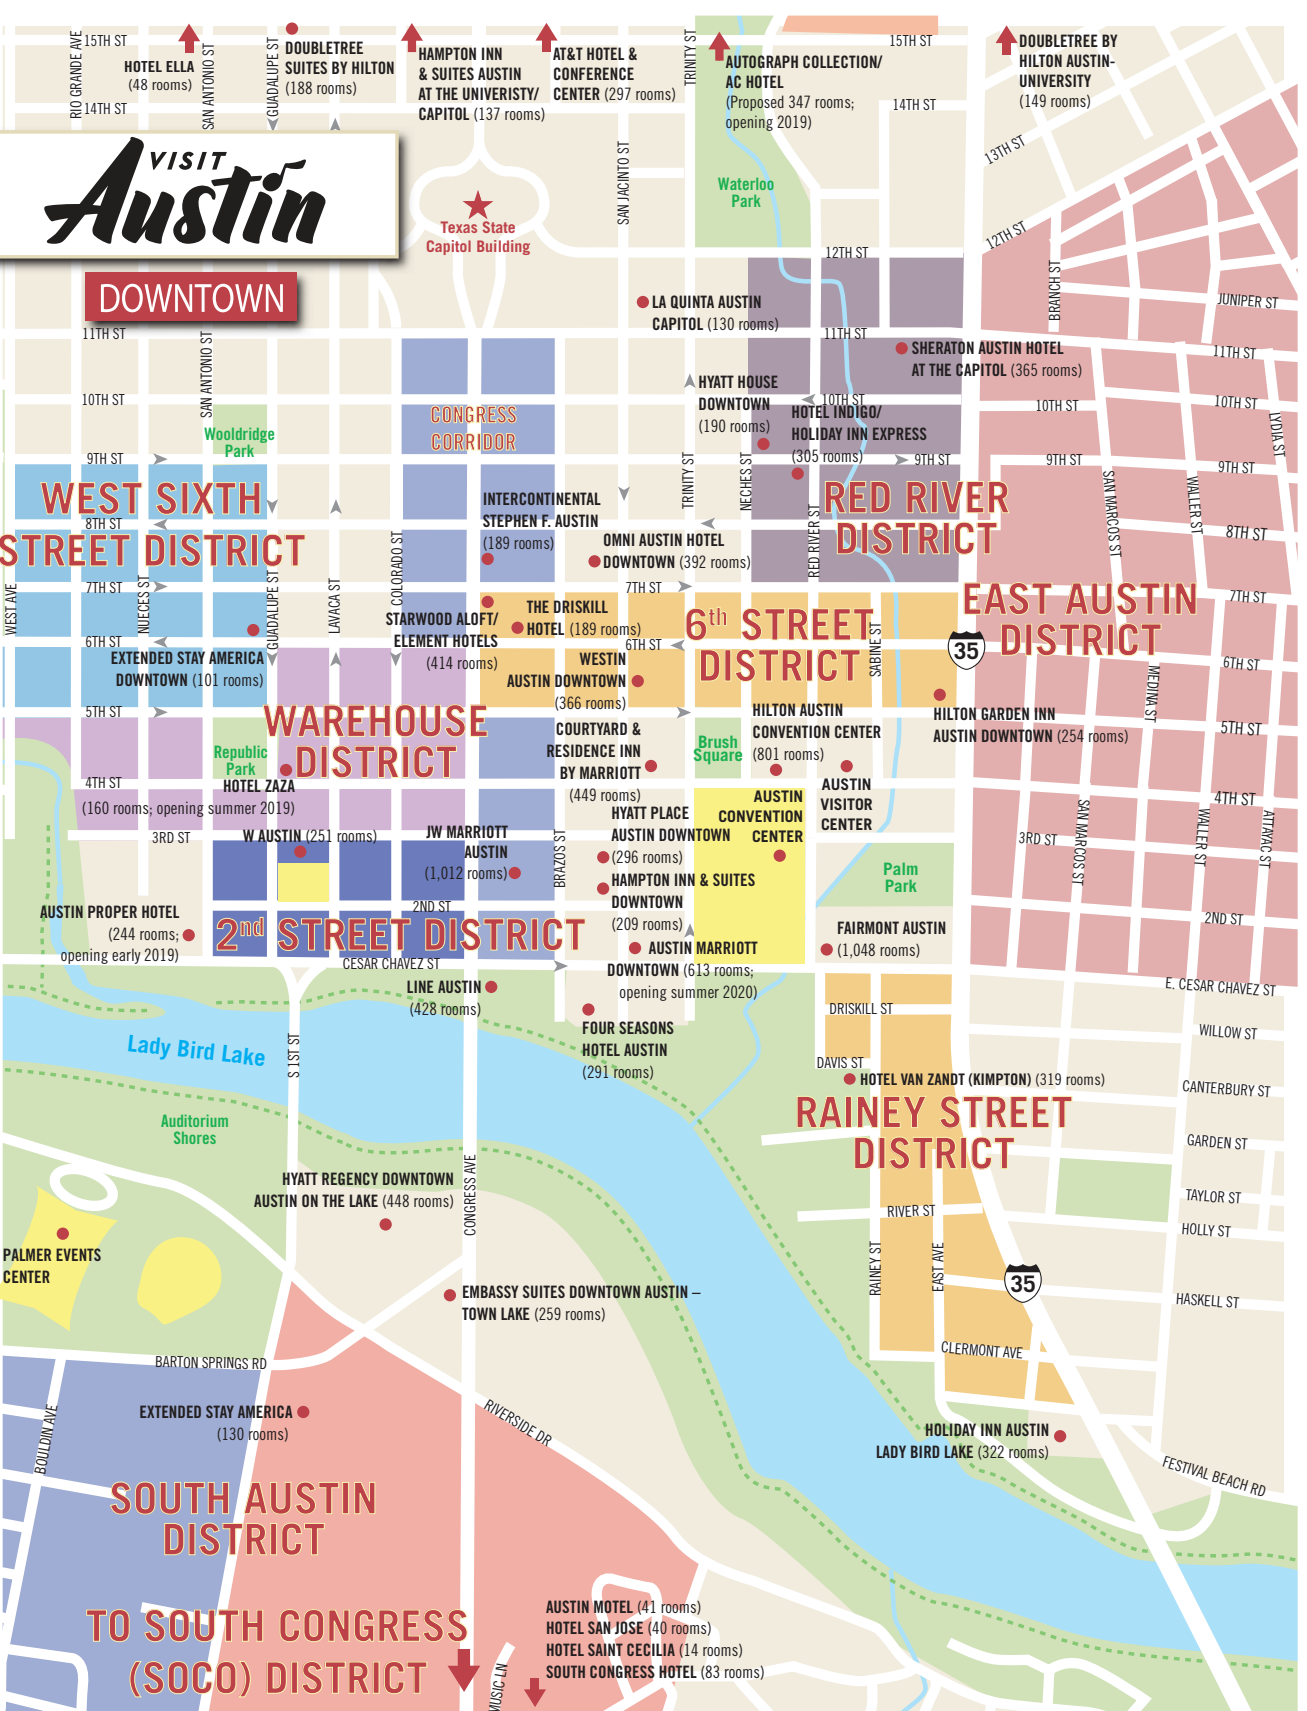 15TH ST
RIO GRANDE AVE
HOTEL ELLA
(48 rooms)
SAN ANTONIO ST
GUADALUPE ST
DOUBLETREE
SUITES BY HILTON
(188 rooms)
HAMPTON INN
& SUITES AUSTIN
AT THE UNIVERISTY/
CAPITOL (137 rooms)
AT&T HOTEL &
CONFERENCE
CENTER (297 rooms)
TRINITY ST
AUTOGRAPH COLLECTION/
AC HOTEL
(Proposed 347 rooms;
opening 2019)
15TH ST
DOUBLETREE BY
HILTON AUSTIN-
UNIVERSITY
(149 rooms)
14TH ST
14TH ST
13TH ST
VISIT
Austin
DOWNTOWN
SAN JACINTO ST
Waterloo
Park
Texas State
Capitol Building
12TH ST
12TH ST
BRANCH ST
JUNIPER ST
LA QUINTA AUSTIN
CAPITOL (130 rooms)
11TH ST
11TH ST
11TH ST
SHERATON AUSTIN HOTEL
AT THE CAPITOL (365 rooms)
SAN ANTONIO ST
HYATT HOUSE
DOWNTOWN
(190 rooms)
10TH ST
10TH ST
10TH ST
10TH ST
LYDIA ST
HOTEL INDIGO/
HOLIDAY INN EXPRESS
(305 rooms)
CONGRESS
CORRIDOR
Wooldridge
Park
9TH ST
9TH ST
9TH ST
9TH ST
WEST SIXTH
STREET DISTRICT
8TH ST
8TH ST
INTERCONTINENTAL
STEPHEN F. AUSTIN
(189 rooms)
TRINITY ST
NECHES ST
RED RIVER ST
RED RIVER
DISTRICT
SAN MARCOS ST
WALLER ST
OMNI AUSTIN HOTEL
DOWNTOWN (392 rooms)
COLORADO ST
7TH ST
7TH ST
7TH ST
WEST AVE
NUECES ST
GUADALUPE ST
LAVACA ST
STARWOOD ALOFT/
ELEMENT HOTELS
(414 rooms)
THE DRISKILL
HOTEL (189 rooms)
6th STREET
DISTRICT
EAST AUSTIN
DISTRICT
6TH ST
6TH ST
6TH ST
SABINE ST
35
EXTENDED STAY AMERICA
DOWNTOWN (101 rooms)
WESTIN
AUSTIN DOWNTOWN
(366 rooms)
MEDINA ST
5TH ST
5TH ST
WAREHOUSE
DISTRICT
COURTYARD &
RESIDENCE INN
BY MARRIOTT
(449 rooms)
Brush
Square
HILTON AUSTIN
CONVENTION CENTER
(801 rooms)
HILTON GARDEN INN
AUSTIN DOWNTOWN (254 rooms)
Republic
Park
4TH ST
4TH ST
HOTEL ZAZA
(160 rooms; opening summer 2019)
AUSTIN
CONVENTION
CENTER
AUSTIN
VISITOR
CENTER
SAN MARCOS ST
WALLER ST
ATTAYAC ST
3RD ST
3RD ST
W AUSTIN (251 rooms)
JW MARRIOTT
AUSTIN
(1,012 rooms)
BRAZOS ST
HYATT PLACE
AUSTIN DOWNTOWN
(296 rooms)
HAMPTON INN & SUITES
DOWNTOWN
(209 rooms)
Palm
Park
AUSTIN PROPER HOTEL
(244 rooms;
opening early 2019)
2ND ST
2ND ST
2nd STREET DISTRICT
AUSTIN MARRIOTT
DOWNTOWN (613 rooms;
opening summer 2020)
FAIRMONT AUSTIN
(1,048 rooms)
CESAR CHAVEZ ST
E. CESAR CHAVEZ ST
LINE AUSTIN
(428 rooms)
DRISKILL ST
WILLOW ST
FOUR SEASONS
HOTEL AUSTIN
(291 rooms)
Lady Bird Lake
S 1ST ST
DAVIS ST
HOTEL VAN ZANDT (KIMPTON) (319 rooms)
CANTERBURY ST
RAINEY STREET
DISTRICT
Auditorium
Shores
GARDEN ST
HYATT REGENCY DOWNTOWN
AUSTIN ON THE LAKE (448 rooms)
CONGRESS AVE
TAYLOR ST
RIVER ST
HOLLY ST
PALMER EVENTS
CENTER
RAINEY ST
EAST AVE
35
HASKELL ST
EMBASSY SUITES DOWNTOWN AUSTIN –
TOWN LAKE (259 rooms)
CLERMONT AVE
BARTON SPRINGS RD
EXTENDED STAY AMERICA
(130 rooms)
BOULDIN AVE
RIVERSIDE DR
HOLIDAY INN AUSTIN
LADY BIRD LAKE (322 rooms)
FESTIVAL BEACH RD
SOUTH AUSTIN
DISTRICT
TO SOUTH CONGRESS
(SOCO) DISTRICT
MUSIC LN
AUSTIN MOTEL (41 rooms)
HOTEL SAN JOSE (40 rooms)
HOTEL SAINT CECILIA (14 rooms)
SOUTH CONGRESS HOTEL (83 rooms)
5TH ST